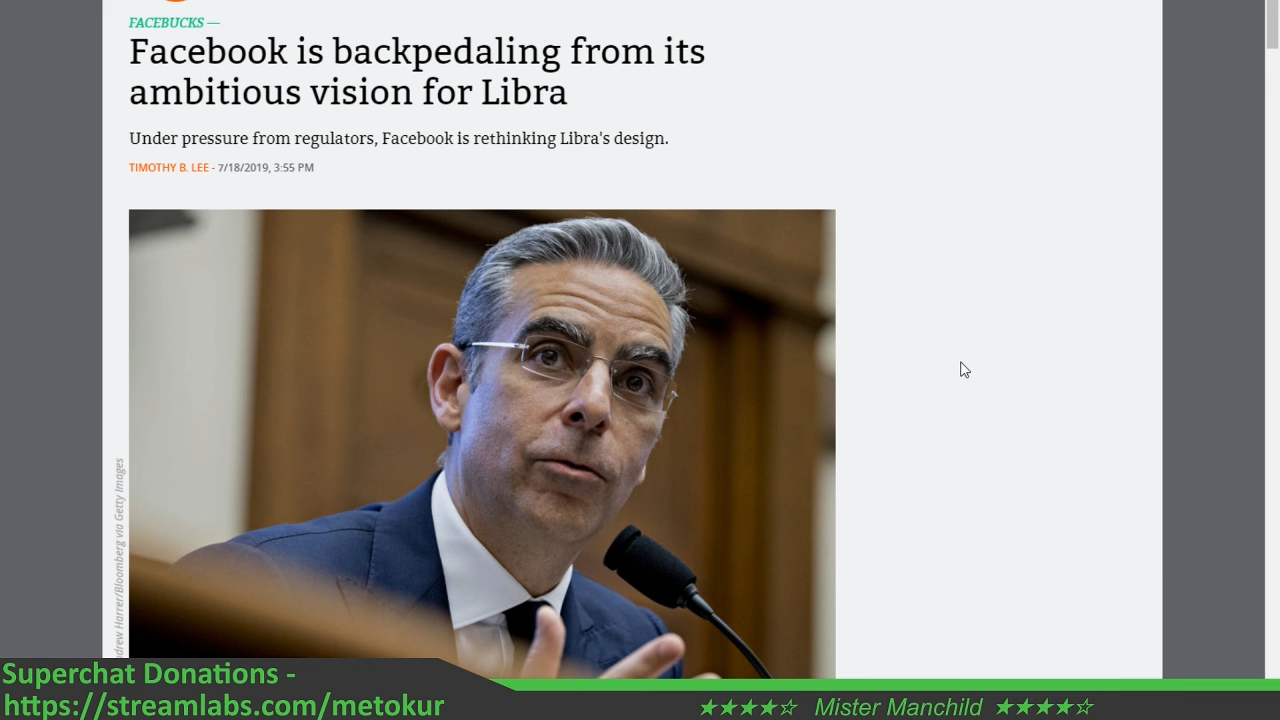 FACEBUCKS —
Facebook is backpedaling from its
ambitious vision for Libra
Under pressure from regulators, Facebook is rethinking Libra's design.
TIMOTHY B. LEE - 7/18/2019, 3:55 PM
Harrer/Bloomberg via Getty Images
Superchat Donations -
https://streamlabs.com/metokur
★★★★☆ Mister Manchild ★★★★☆